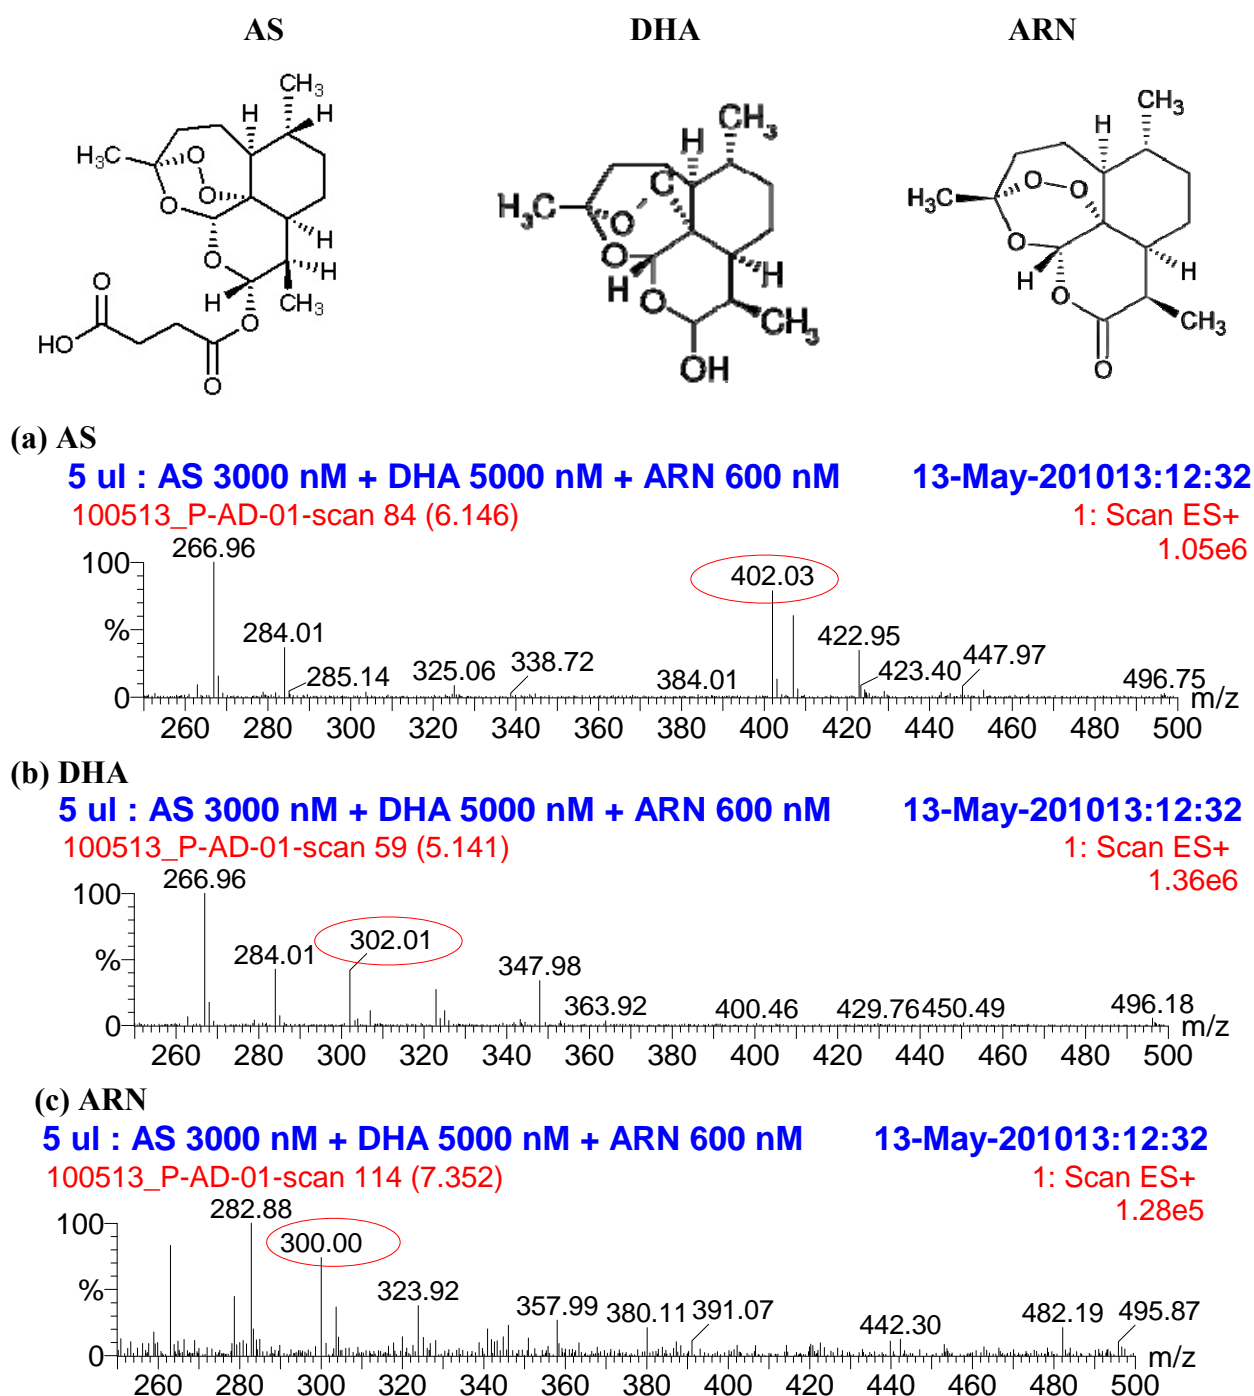 AS DHA ARN
CH₃
H H
H₃C O O O
O H
O H
H CH₃
O O
HO O
CH₃
H
O
H₃C O
O H
H O CH₃
OH
CH₃
H
H₃C O O
O
H H
O CH₃
O
(a) AS
5 ul : AS 3000 nM + DHA 5000 nM + ARN 600 nM 13-May-201013:12:32
100513_P-AD-01-scan 84 (6.146) 1: Scan ES+
1.05e6
266.96
100
402.03
%
284.01 422.95
285.14 325.06 338.72 384.01 423.40 447.97 496.75
0 m/z
260 280 300 320 340 360 380 400 420 440 460 480 500
(b) DHA
5 ul : AS 3000 nM + DHA 5000 nM + ARN 600 nM 13-May-201013:12:32
100513_P-AD-01-scan 59 (5.141) 1: Scan ES+
1.36e6
266.96
100
302.01
%
284.01 347.98
363.92 400.46 429.76 450.49 496.18
0 m/z
260 280 300 320 340 360 380 400 420 440 460 480 500
(c) ARN
5 ul : AS 3000 nM + DHA 5000 nM + ARN 600 nM 13-May-201013:12:32
100513_P-AD-01-scan 114 (7.352) 1: Scan ES+
1.28e5
282.88
100
300.00
%
323.92 357.99 380.11 391.07 442.30 482.19 495.87
0 m/z
260 280 300 320 340 360 380 400 420 440 460 480 500